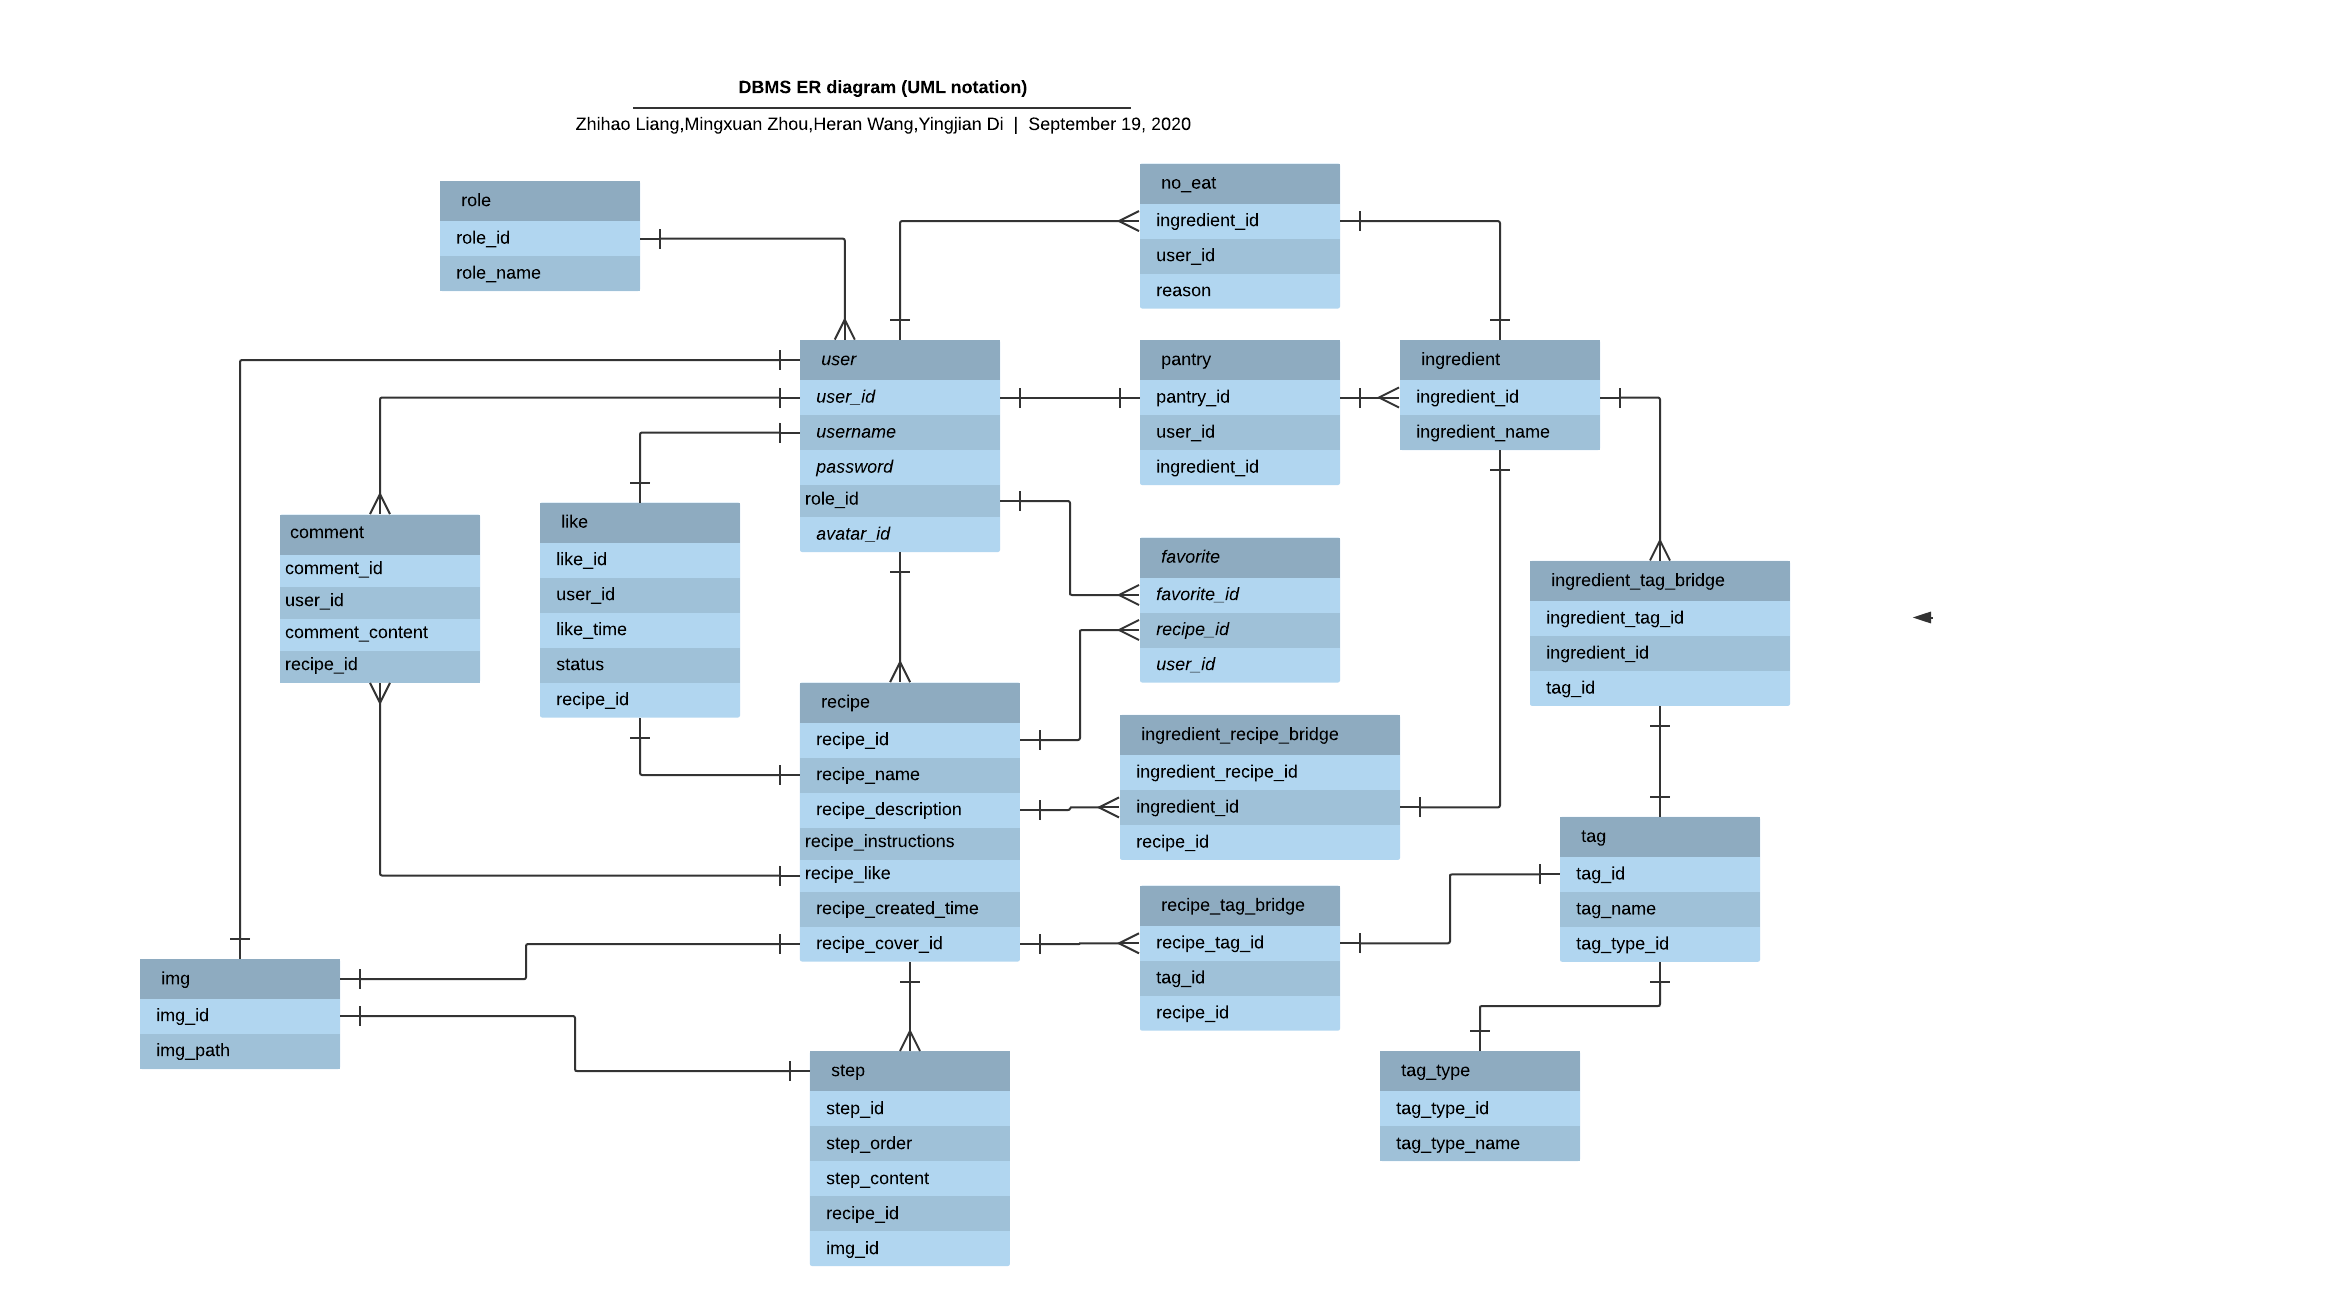 DBMS ER diagram (UML notation)
Zhihao Liang,Mingxuan Zhou,Heran Wang,Yingjian Di | September 19, 2020
role
role_id
role_name
no_eat
ingredient_id
user_id
reason
user
user_id
username
password
role_id
avatar_id
pantry
pantry_id
user_id
ingredient_id
ingredient
ingredient_id
ingredient_name
comment
comment_id
user_id
comment_content
recipe_id
like
like_id
user_id
like_time
status
recipe_id
favorite
favorite_id
recipe_id
user_id
ingredient_tag_bridge
ingredient_tag_id
ingredient_id
tag_id
recipe
recipe_id
recipe_name
recipe_description
recipe_instructions
recipe_like
recipe_created_time
recipe_cover_id
ingredient_recipe_bridge
ingredient_recipe_id
ingredient_id
recipe_id
tag
tag_id
tag_name
tag_type_id
recipe_tag_bridge
recipe_tag_id
tag_id
recipe_id
img
img_id
img_path
step
step_id
step_order
step_content
recipe_id
img_id
tag_type
tag_type_id
tag_type_name